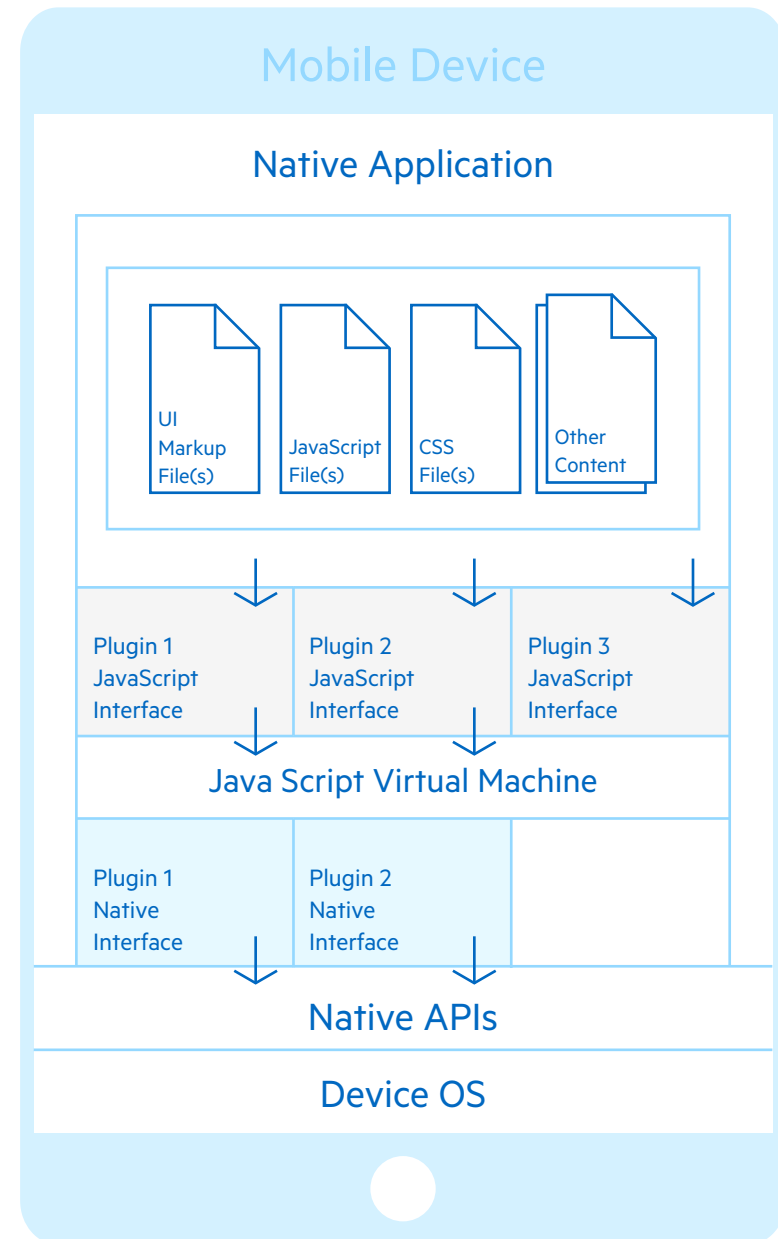 Mobile Device
Native Application
UI
Markup
File(s)
JavaScript
File(s)
CSS
File(s)
Other
Content
Plugin 1
JavaScript
Interface
Plugin 2
JavaScript
Interface
Plugin 3
JavaScript
Interface
Java Script Virtual Machine
Plugin 1
Native
Interface
Plugin 2
Native
Interface
Native APIs
Device OS